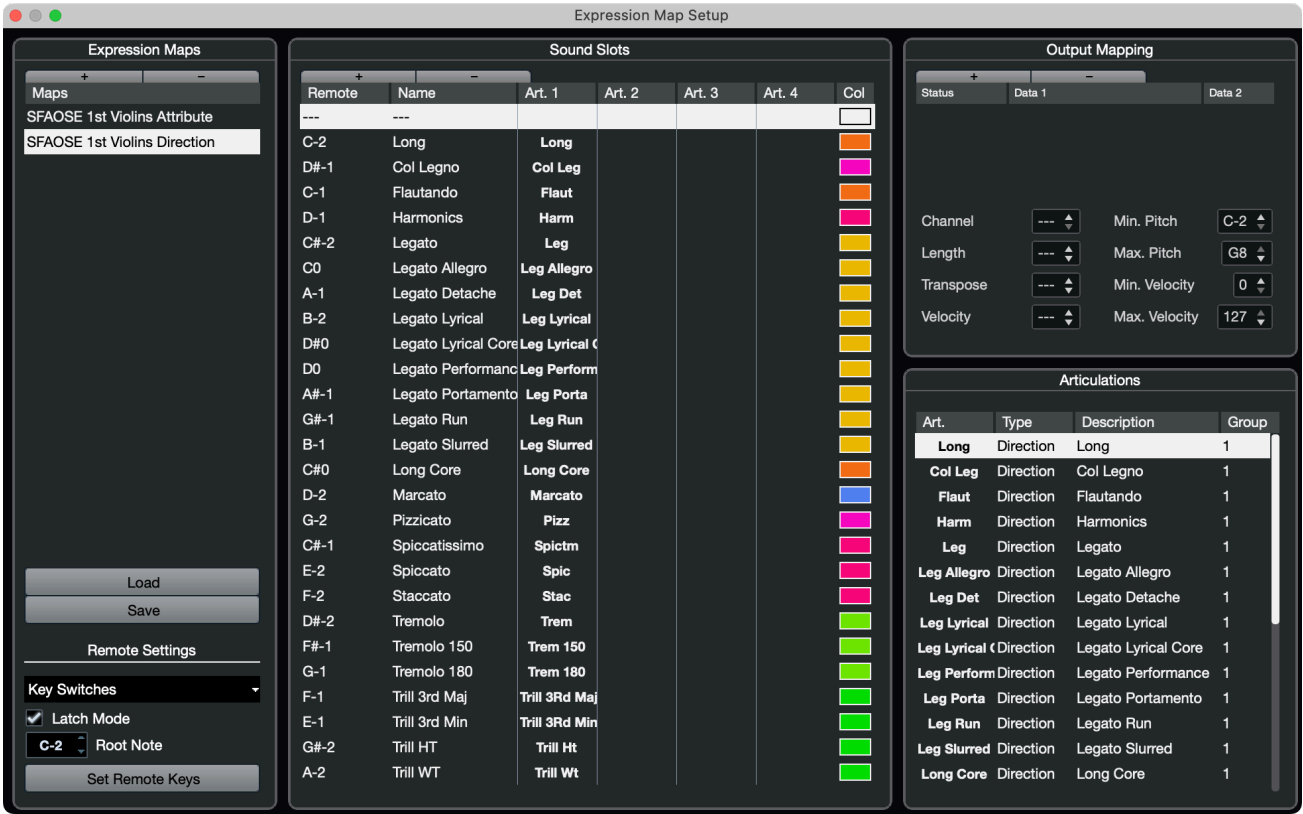 Expression Map Setup
Expression Maps
+ −
Maps
SFAOSE 1st Violins Attribute
SFAOSE 1st Violins Direction
Load
Save
Remote Settings
Key Switches
Latch Mode
C-2 Root Note
Set Remote Keys
Sound Slots
+ −
Remote Name Art. 1 Art. 2 Art. 3 Art. 4 Col
--- ---
C-2 Long Long
D#-1 Col Legno Col Leg
C-1 Flautando Flaut
D-1 Harmonics Harm
C#-2 Legato Leg
C0 Legato Allegro Leg Allegro
A-1 Legato Detache Leg Det
B-2 Legato Lyrical Leg Lyrical
D#0 Legato Lyrical Core Leg Lyrical (
D0 Legato Performanc Leg Perform
A#-1 Legato Portamento Leg Porta
G#-1 Legato Run Leg Run
B-1 Legato Slurred Leg Slurred
C#0 Long Core Long Core
D-2 Marcato Marcato
G-2 Pizzicato Pizz
C#-1 Spiccatissimo Spictm
E-2 Spiccato Spic
F-2 Staccato Stac
D#-2 Tremolo Trem
F#-1 Tremolo 150 Trem 150
G-1 Tremolo 180 Trem 180
F-1 Trill 3rd Maj Trill 3Rd Maj
E-1 Trill 3rd Min Trill 3Rd Min
G#-2 Trill HT Trill Ht
A-2 Trill WT Trill Wt
Output Mapping
+ −
Status Data 1 Data 2
Channel --- Min. Pitch C-2
Length --- Max. Pitch G8
Transpose --- Min. Velocity 0
Velocity --- Max. Velocity 127
Articulations
Art. Type Description Group
Long Direction Long 1
Col Leg Direction Col Legno 1
Flaut Direction Flautando 1
Harm Direction Harmonics 1
Leg Direction Legato 1
Leg Allegro Direction Legato Allegro 1
Leg Det Direction Legato Detache 1
Leg Lyrical Direction Legato Lyrical 1
Leg Lyrical ( Direction Legato Lyrical Core 1
Leg Perform Direction Legato Performance 1
Leg Porta Direction Legato Portamento 1
Leg Run Direction Legato Run 1
Leg Slurred Direction Legato Slurred 1
Long Core Direction Long Core 1